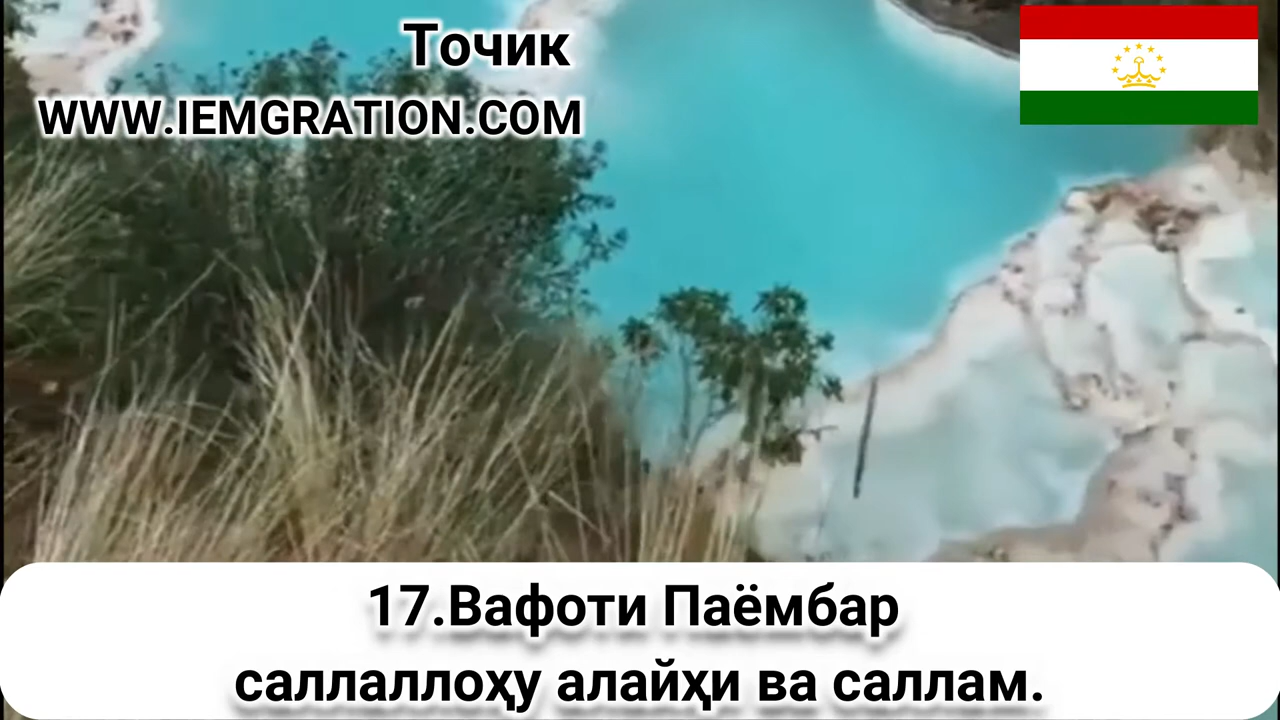 Точик
WWW.IEMGRATION.COM
17.Вафоти Паёмбар
саллаллоҳу алайҳи ва саллам.